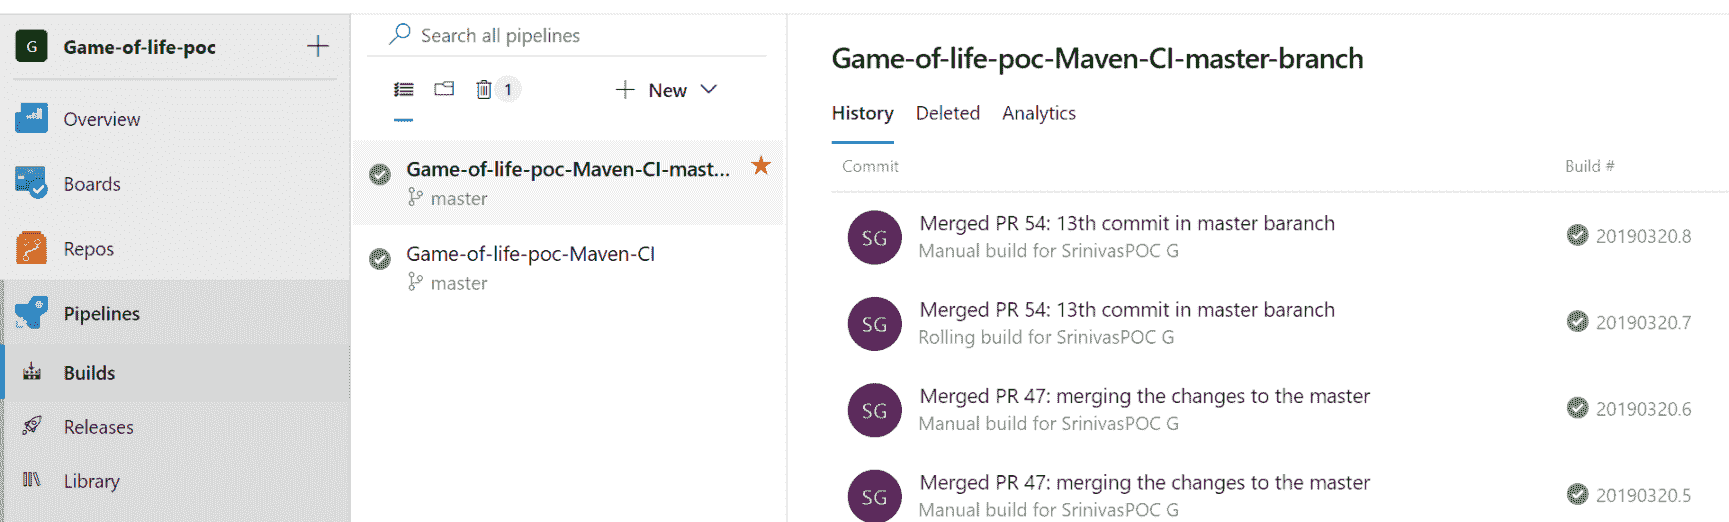 G
Game-of-life-poc
Overview
Boards
Repos
Pipelines
Builds
Releases
Library
Search all pipelines
1
New
Game-of-life-poc-Maven-CI-mast...
master
Game-of-life-poc-Maven-CI
master
Game-of-life-poc-Maven-CI-master-branch
History Deleted Analytics
Commit Build #
SG Merged PR 54: 13th commit in master baranch
Manual build for SrinivasPOC G 20190320.8
SG Merged PR 54: 13th commit in master baranch
Rolling build for SrinivasPOC G 20190320.7
SG Merged PR 47: merging the changes to the master
Manual build for SrinivasPOC G 20190320.6
SG Merged PR 47: merging the changes to the master
Manual build for SrinivasPOC G 20190320.5